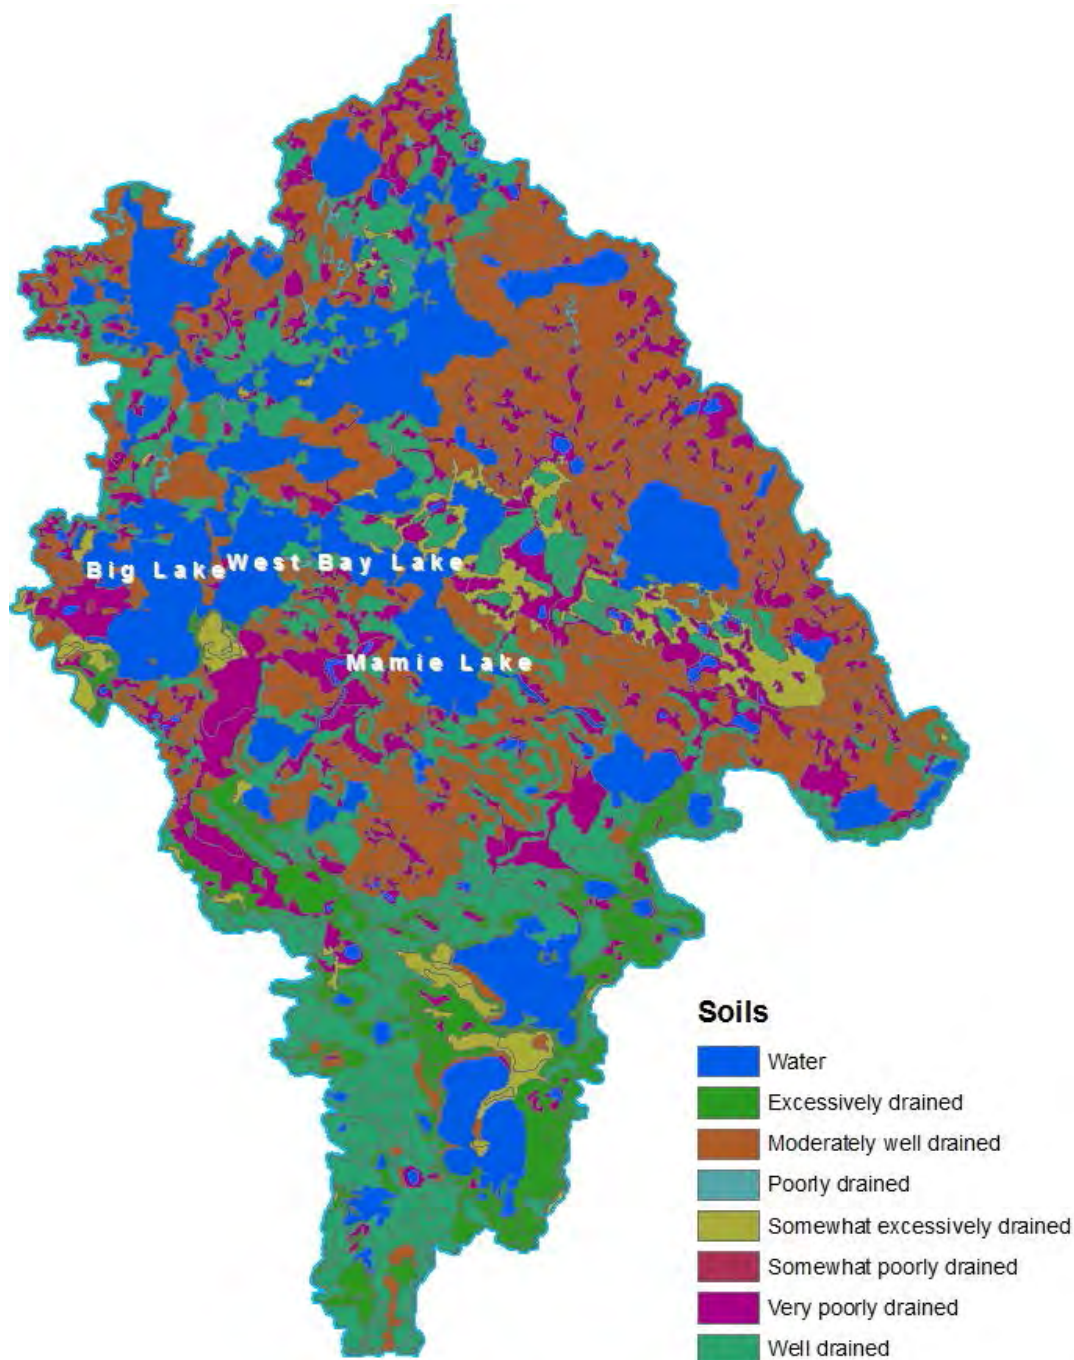 Big Lake
West Bay Lake
Mamie Lake
Soils
Water
Excessively drained
Moderately well drained
Poorly drained
Somewhat excessively drained
Somewhat poorly drained
Very poorly drained
Well drained